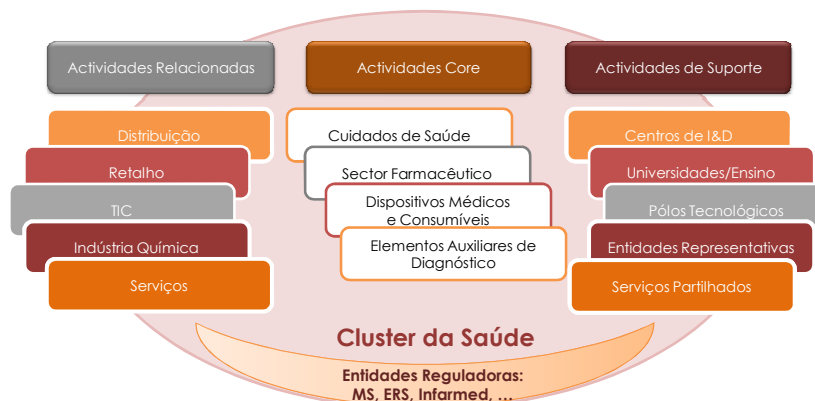 Actividades Relacionadas
Actividades Core
Actividades de Suporte
Distribuição
Retalho
TIC
Indústria Química
Serviços
Cuidados de Saúde
Sector Farmacêutico
Dispositivos Médicos
e Consumíveis
Elementos Auxiliares de
Diagnóstico
Centros de I&D
Universidades/Ensino
Pólos Tecnológicos
Entidades Representativas
Serviços Partilhados
Cluster da Saúde
Entidades Reguladoras:
MS, ERS, Infarmed, ...